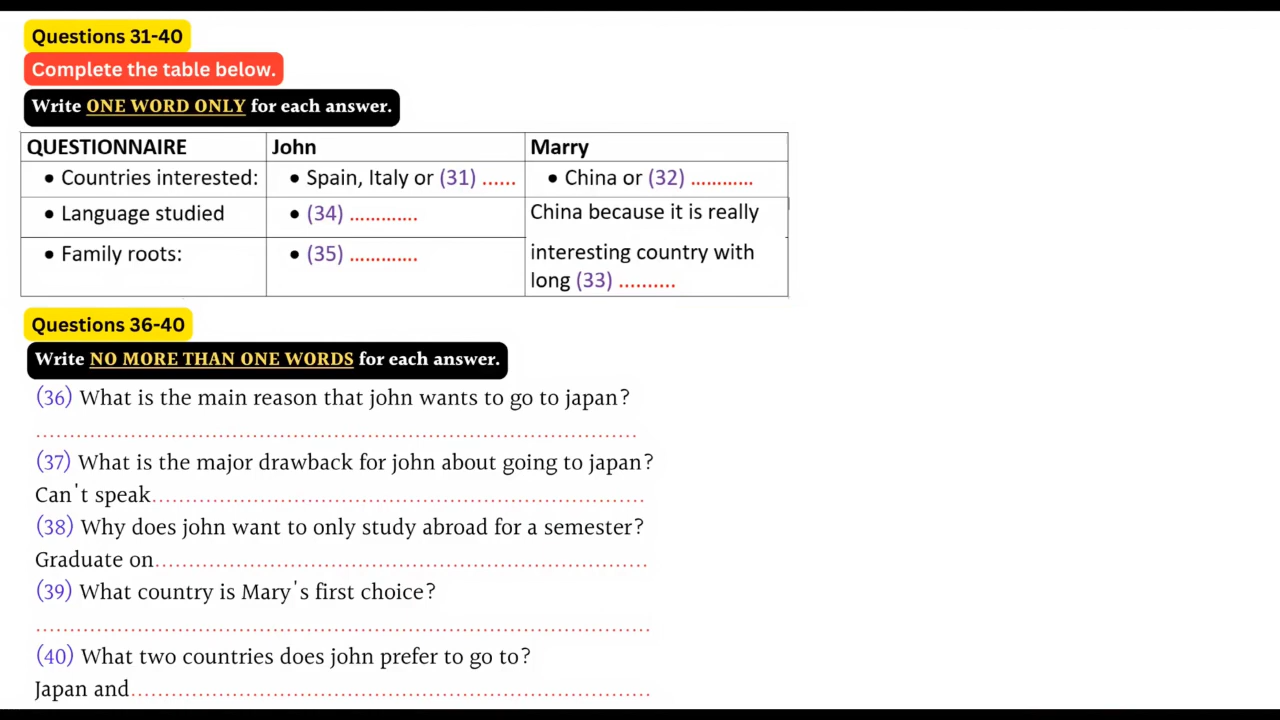 Questions 31-40
Complete the table below.
Write ONE WORD ONLY for each answer.
QUESTIONNAIRE John Marry
• Countries interested: • Spain, Italy or (31) ...... • China or (32) ............
• Language studied • (34) ............. China because it is really
• Family roots: • (35) ............. interesting country with
long (33) ..........
Questions 36-40
Write NO MORE THAN ONE WORDS for each answer.
(36) What is the main reason that john wants to go to japan?
................................................................................
(37) What is the major drawback for john about going to japan?
Can't speak................................................................................
(38) Why does john want to only study abroad for a semester?
Graduate on................................................................................
(39) What country is Mary's first choice?
................................................................................
(40) What two countries does john prefer to go to?
Japan and................................................................................